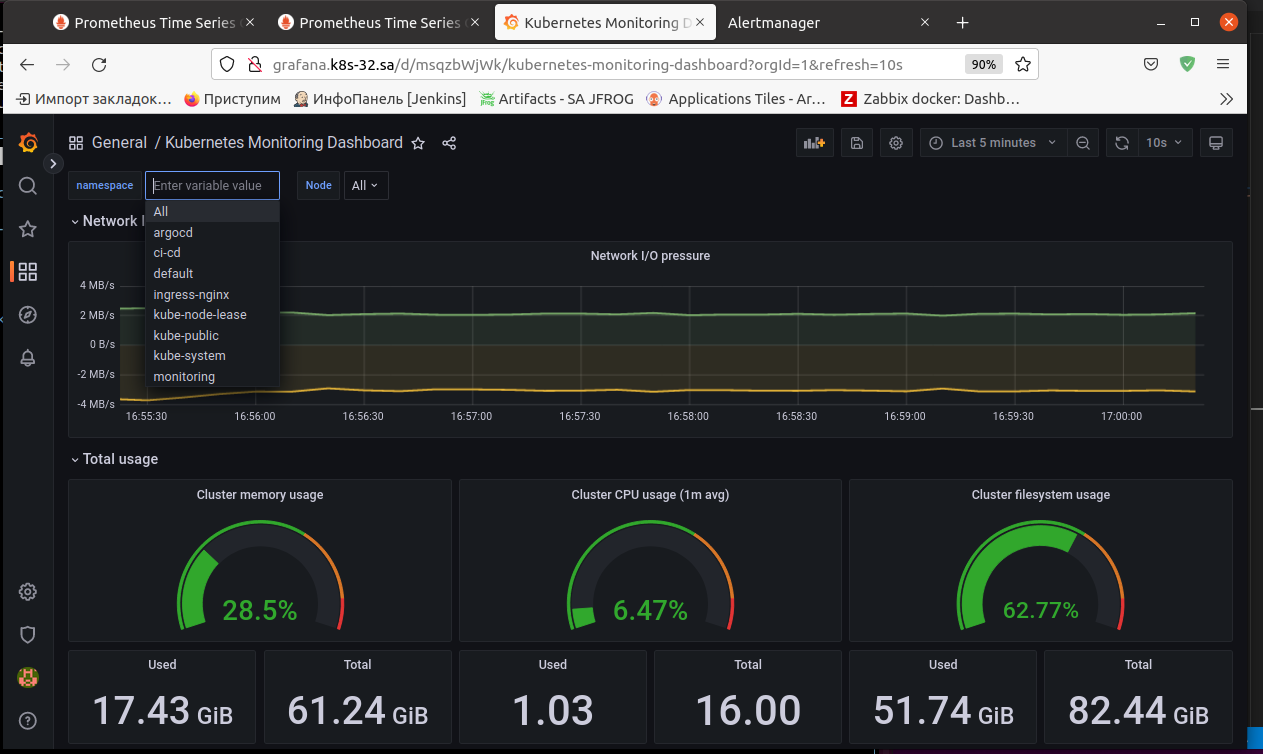 Prometheus Time Series
Prometheus Time Series
Kubernetes Monitoring D
Alertmanager
grafana.k8s-32.sa/d/msqzbWjWk/kubernetes-monitoring-dashboard?orgId=1&refresh=10s
90%
Импорт закладок…
Приступим
ИнфоПанель [Jenkins]
Artifacts - SA JFROG
Applications Tiles - Ar…
Zabbix docker: Dashb…
General / Kubernetes Monitoring Dashboard
Last 5 minutes
10s
namespace
Enter variable value
Node
All
All
argocd
ci-cd
default
ingress-nginx
kube-node-lease
kube-public
kube-system
monitoring
Network
Network I/O pressure
4 MB/s
2 MB/s
0 B/s
-2 MB/s
-4 MB/s
16:55:30
16:56:00
16:56:30
16:57:00
16:57:30
16:58:00
16:58:30
16:59:00
16:59:30
17:00:00
Total usage
Cluster memory usage
28.5%
Cluster CPU usage (1m avg)
6.47%
Cluster filesystem usage
62.77%
Used
17.43 GiB
Total
61.24 GiB
Used
1.03
Total
16.00
Used
51.74 GiB
Total
82.44 GiB